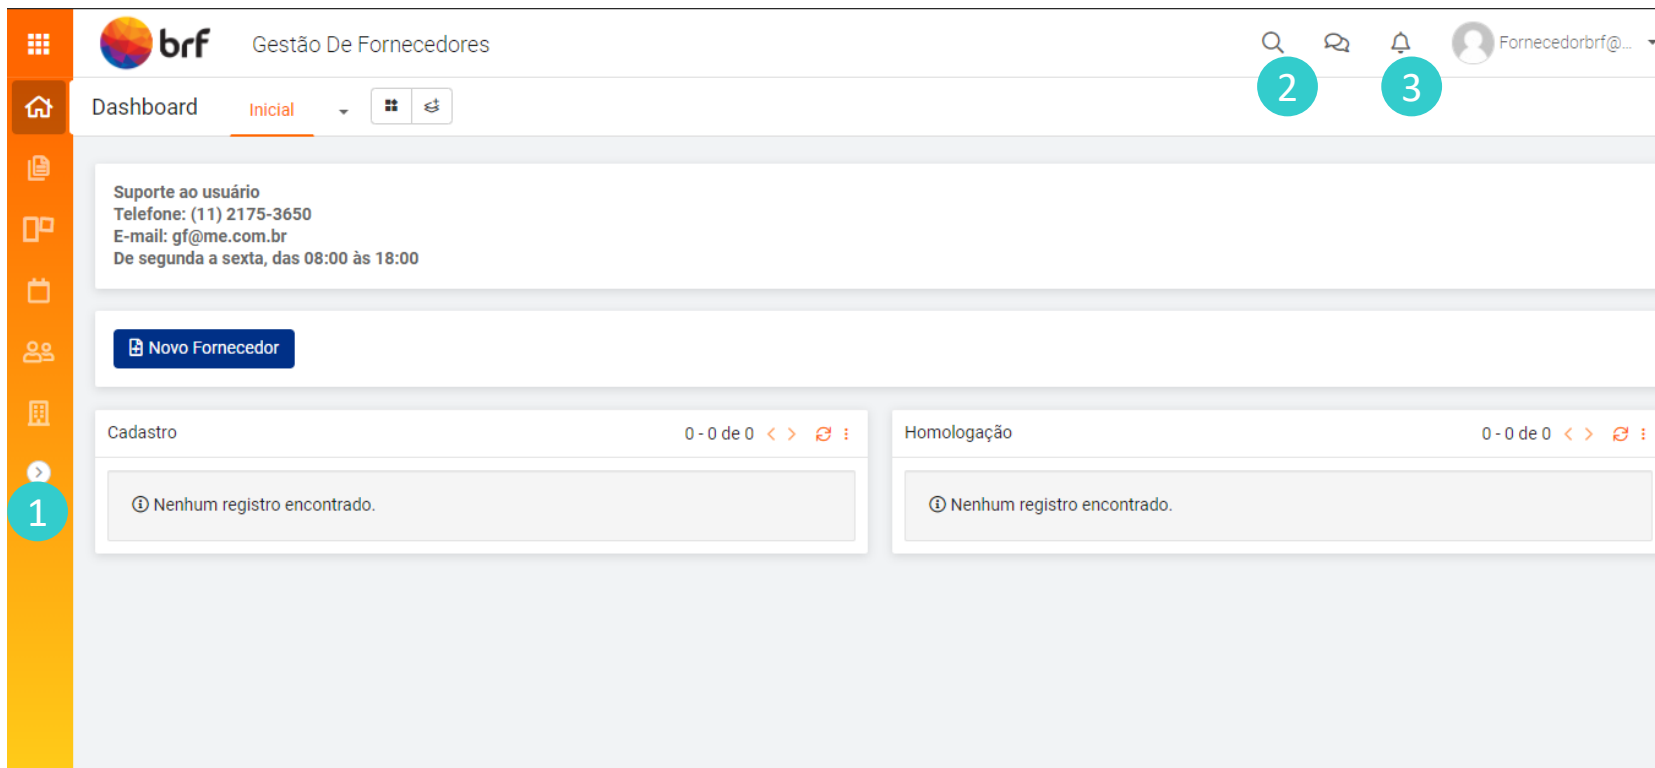 brf
Gestão De Fornecedores
Fornecedorbrf@...
2
3
Dashboard
Inicial
Suporte ao usuário
Telefone: (11) 2175-3650
E-mail: gf@me.com.br
De segunda a sexta, das 08:00 às 18:00
Novo Fornecedor
Cadastro
0 - 0 de 0
Homologação
0 - 0 de 0
Nenhum registro encontrado.
Nenhum registro encontrado.
1